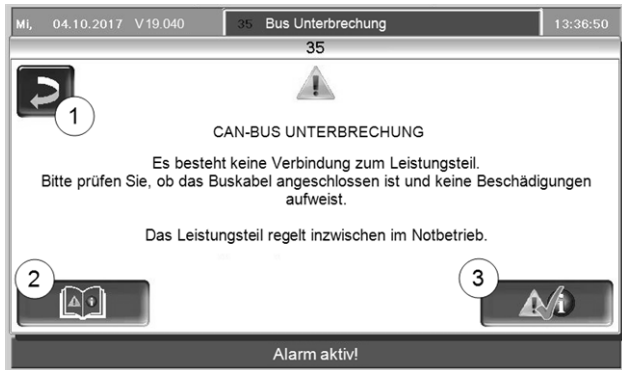 Mi, 04.10.2017 V 19.040 35 Bus Unterbrechung 13:36:50
35
1
CAN-BUS UNTERBRECHUNG
Es besteht keine Verbindung zum Leistungsteil.
Bitte prüfen Sie, ob das Buskabel angeschlossen ist und keine Beschädigungen
aufweist.
Das Leistungsteil regelt inzwischen im Notbetrieb.
2
3
Alarm aktiv!